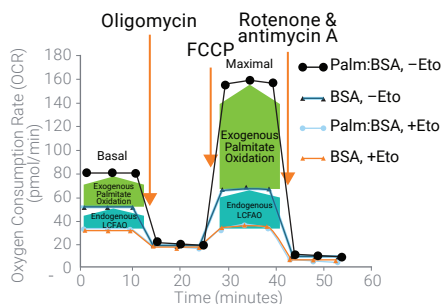 Oligomycin
Rotenone &
antimycin A
FCCP
Maximal
Basal
Oxygen Consumption Rate (OCR)
(pmol/min)
180
160
140
120
100
80
60
40
20
-
0
10
20
30
40
50
60
Time (minutes)
Exogenous
Palmitate
Oxidation
Endogenous
LCFAO
Exogenous
Palmitate
Oxidation
Endogenous
LCFAO
Palm:BSA, –Eto
BSA, –Eto
Palm:BSA, +Eto
BSA, +Eto